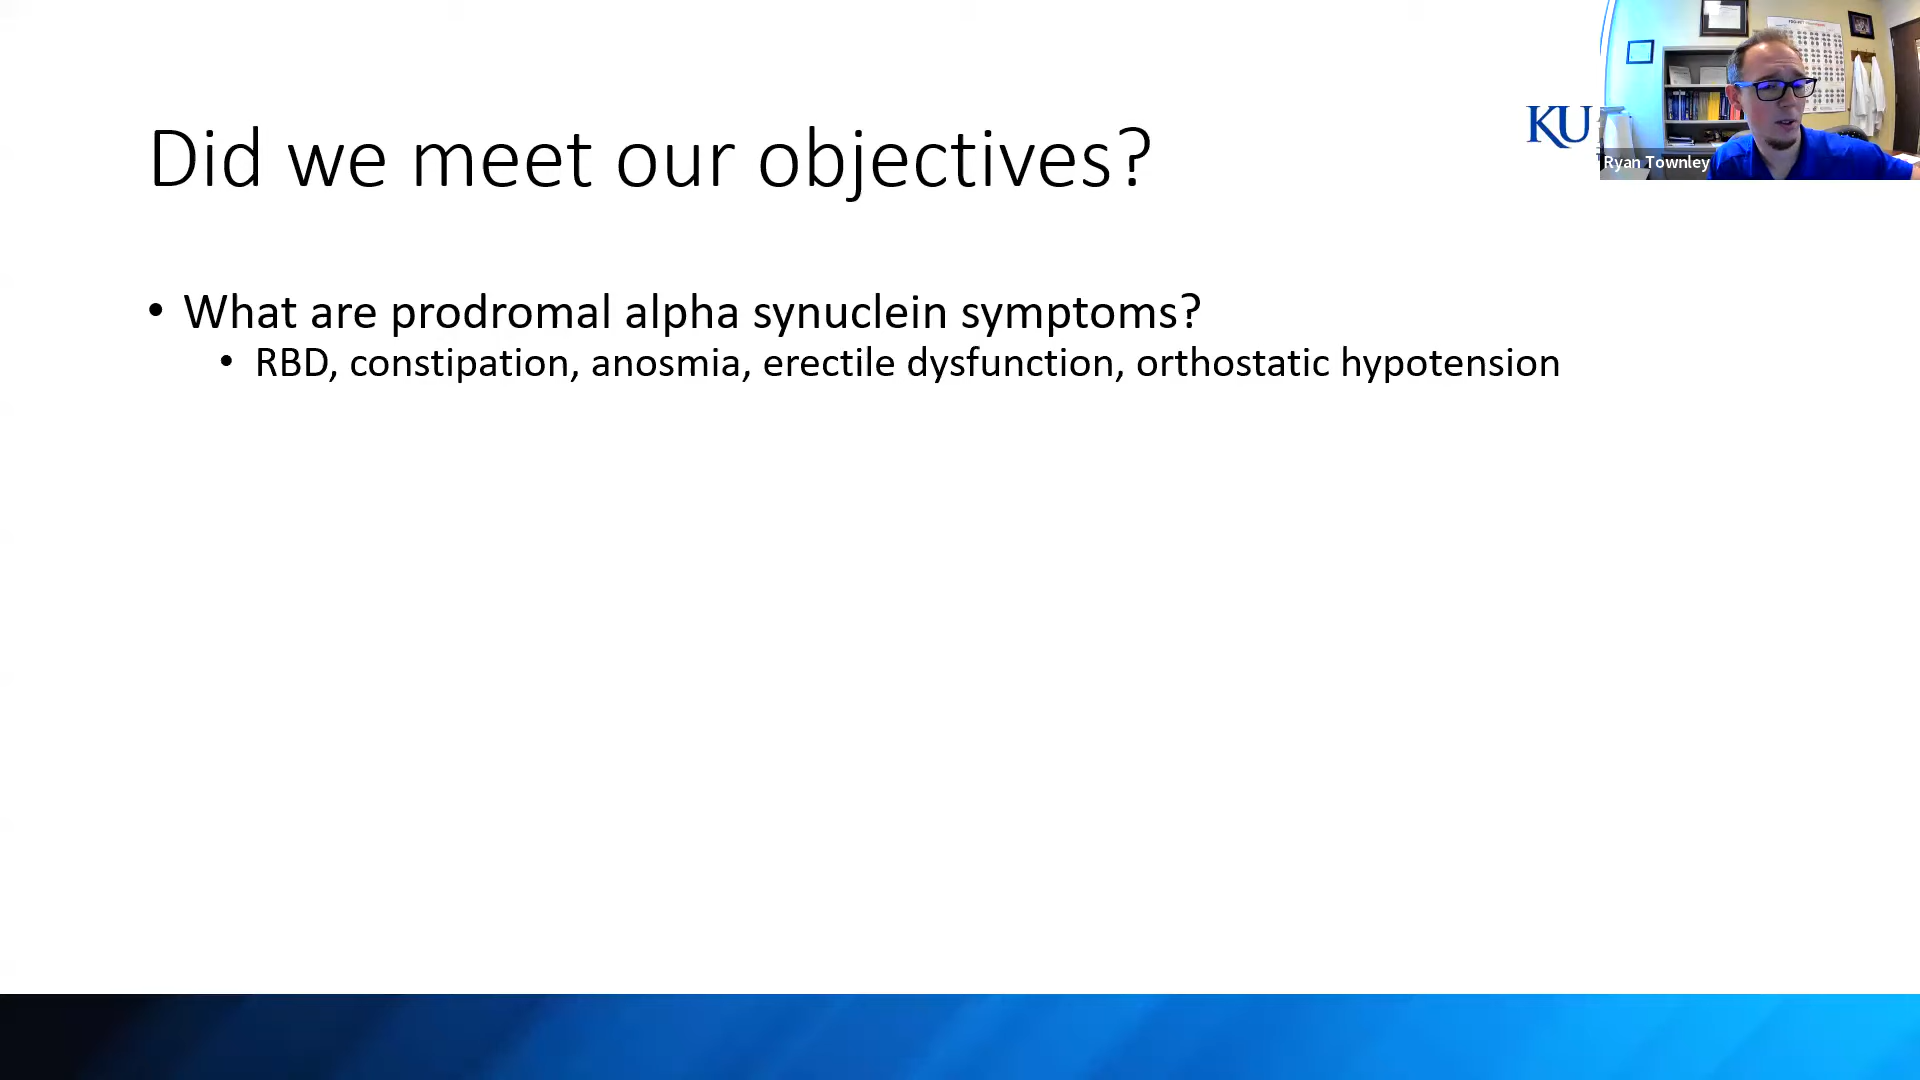 Did we meet our objectives?
KU
Ryan Townley
• What are prodromal alpha synuclein symptoms?
• RBD, constipation, anosmia, erectile dysfunction, orthostatic hypotension